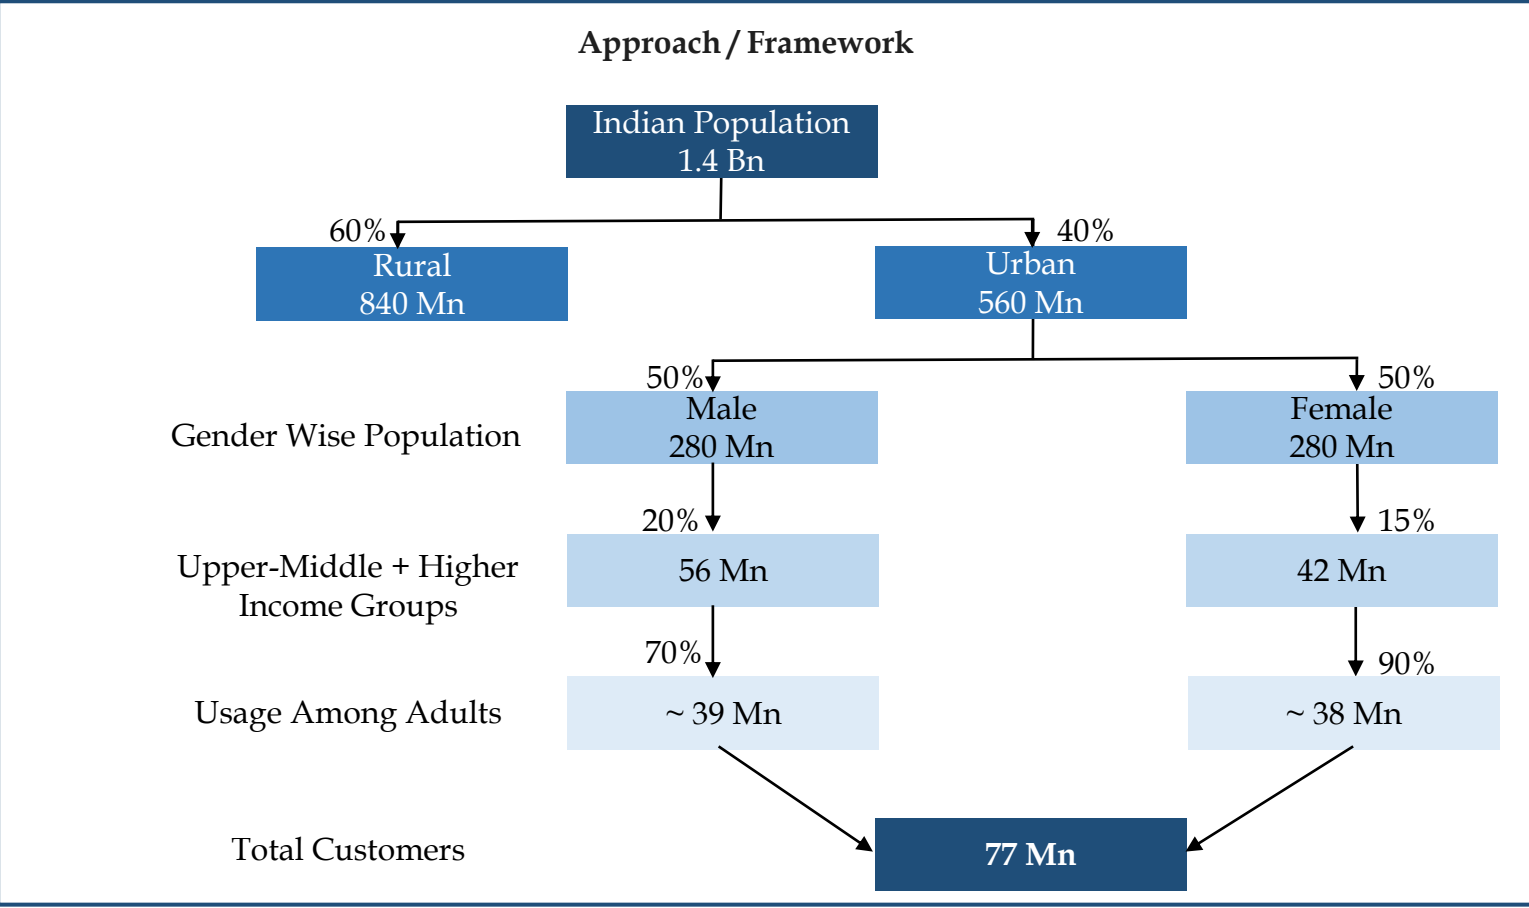 Approach / Framework
Indian Population
1.4 Bn
60%
40%
Rural
840 Mn
Urban
560 Mn
50%
50%
Gender Wise Population
Male
280 Mn
Female
280 Mn
20%
15%
Upper-Middle + Higher
Income Groups
56 Mn
42 Mn
70%
90%
Usage Among Adults
~ 39 Mn
~ 38 Mn
Total Customers
77 Mn